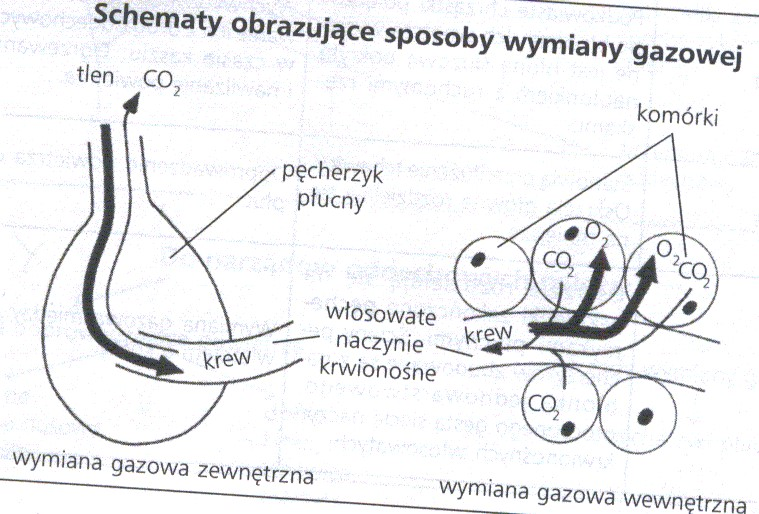 Schematy obrazujące sposoby wymiany gazowej
tlen CO₂
pęcherzyk
płucny
krew
włosowate
naczynie
krwionośne
komórki
O₂
CO₂
O₂
CO₂
krew
CO₂
wymiana gazowa zewnętrzna
wymiana gazowa wewnętrzna